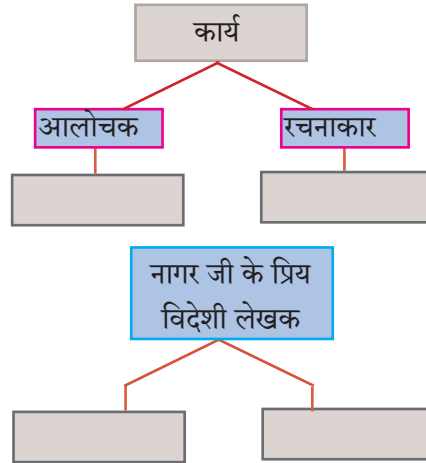 कार्य
आलोचक
रचनाकार
नागर जी के प्रिय
विदेशी लेखक